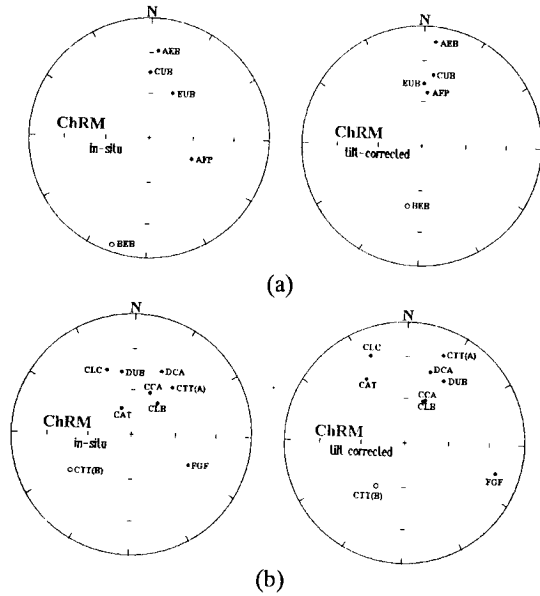 N
AEB
CUB
EUB
ChRM
in-situ
AFP
BEB
N
AEB
CUB
EUB
AFP
ChRM
tilt-corrected
BEB
(a)
N
CLC
DUB
DCA
CCA
CTT(A)
CAT
CLB
ChRM
in-situ
CTT(B)
FGF
N
CLC
CTT(A)
DCA
CAT
DUB
CCA
CLB
ChRM
tilt corrected
CTT(B)
FGF
(b)